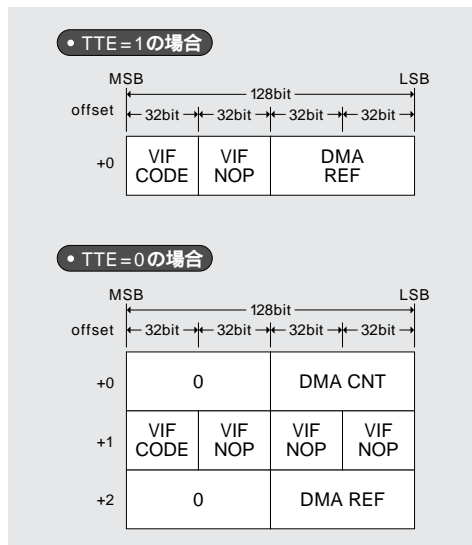 • TTE=1の場合
MSB LSB
128bit
offset 32bit 32bit 32bit 32bit
+0 VIF CODE VIF NOP DMA REF
• TTE=0の場合
MSB LSB
128bit
offset 32bit 32bit 32bit 32bit
+0 0 DMA CNT
+1 VIF CODE VIF NOP VIF NOP VIF NOP
+2 0 DMA REF